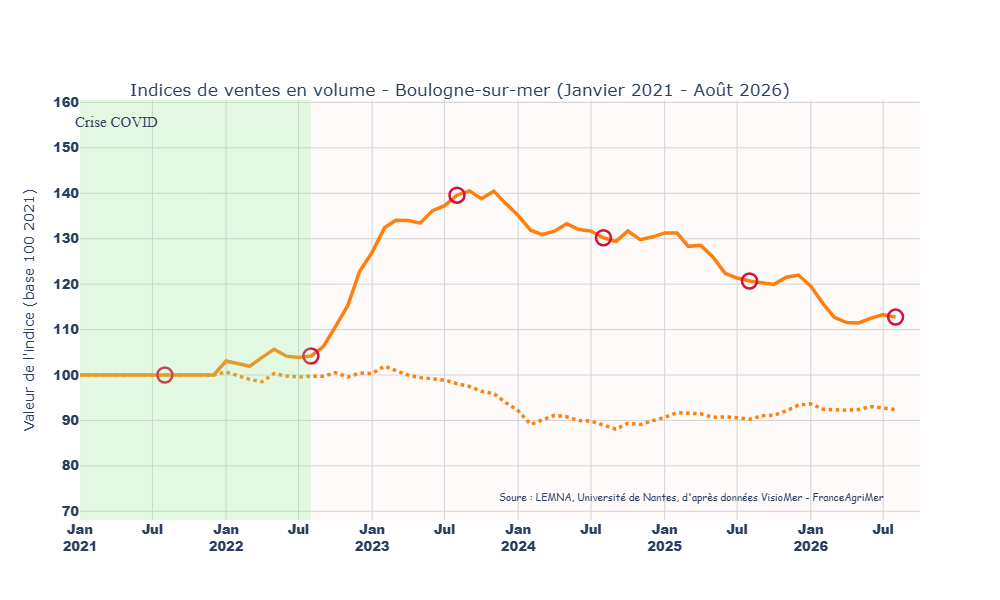 Indices de ventes en volume - Boulogne-sur-mer (Janvier 2021 - Août 2026)
Crise COVID
Valeur de l'indice (base 100 2021)
160
150
140
130
120
110
100
90
80
70
Soure : LEMNA, Université de Nantes, d'après données VisioMer - FranceAgriMer
Jan Jul Jan Jul Jan Jul Jan Jul Jan Jul Jan Jul
2021 2022 2023 2024 2025 2026